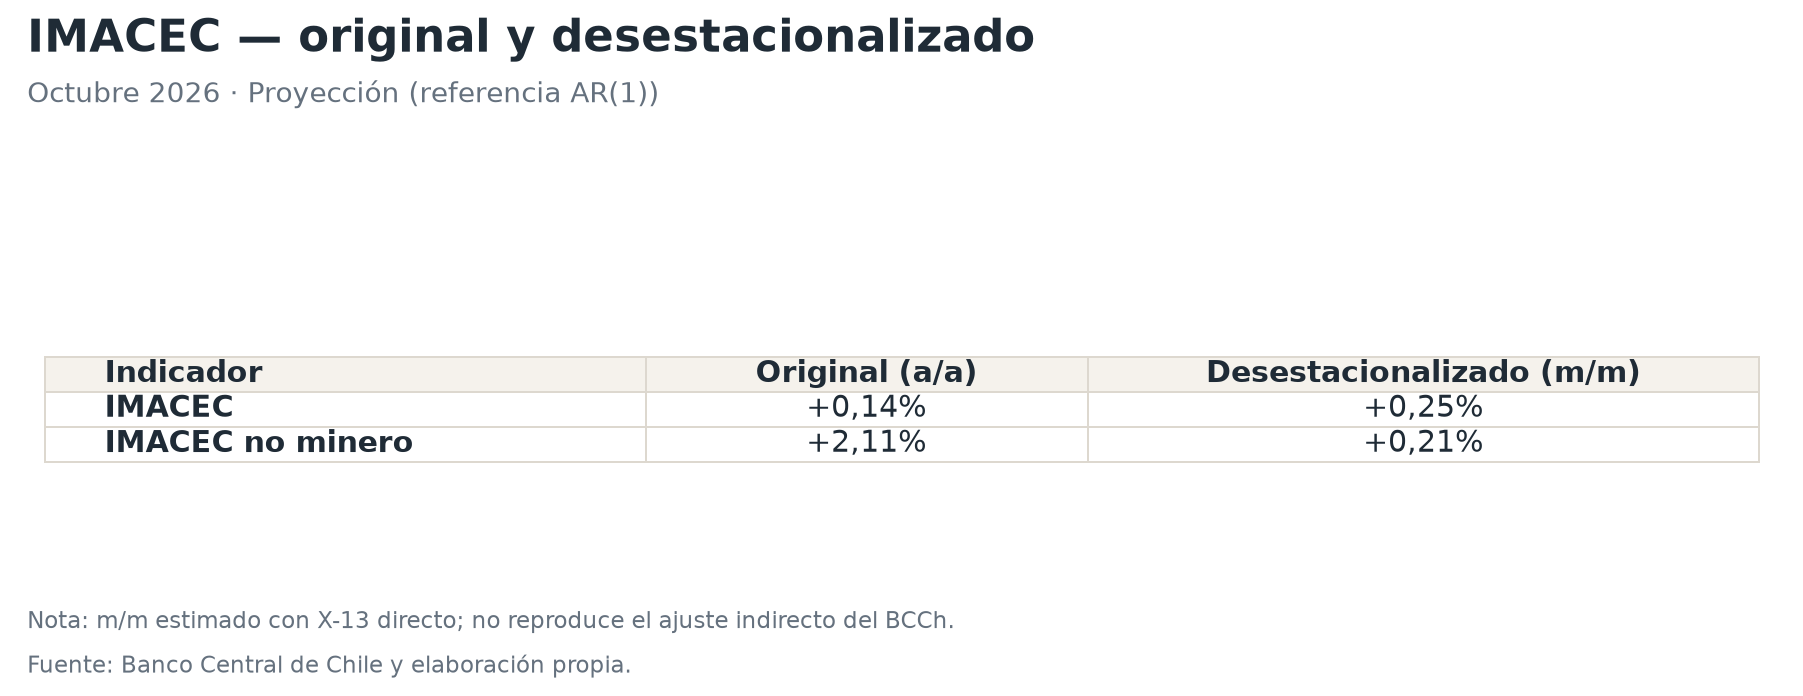 IMACEC — original y desestacionalizado
Octubre 2026 · Proyección (referencia AR(1))
Indicador Original (a/a) Desestacionalizado (m/m)
IMACEC +0,14% +0,25%
IMACEC no minero +2,11% +0,21%
Nota: m/m estimado con X-13 directo; no reproduce el ajuste indirecto del BCCh.
Fuente: Banco Central de Chile y elaboración propia.